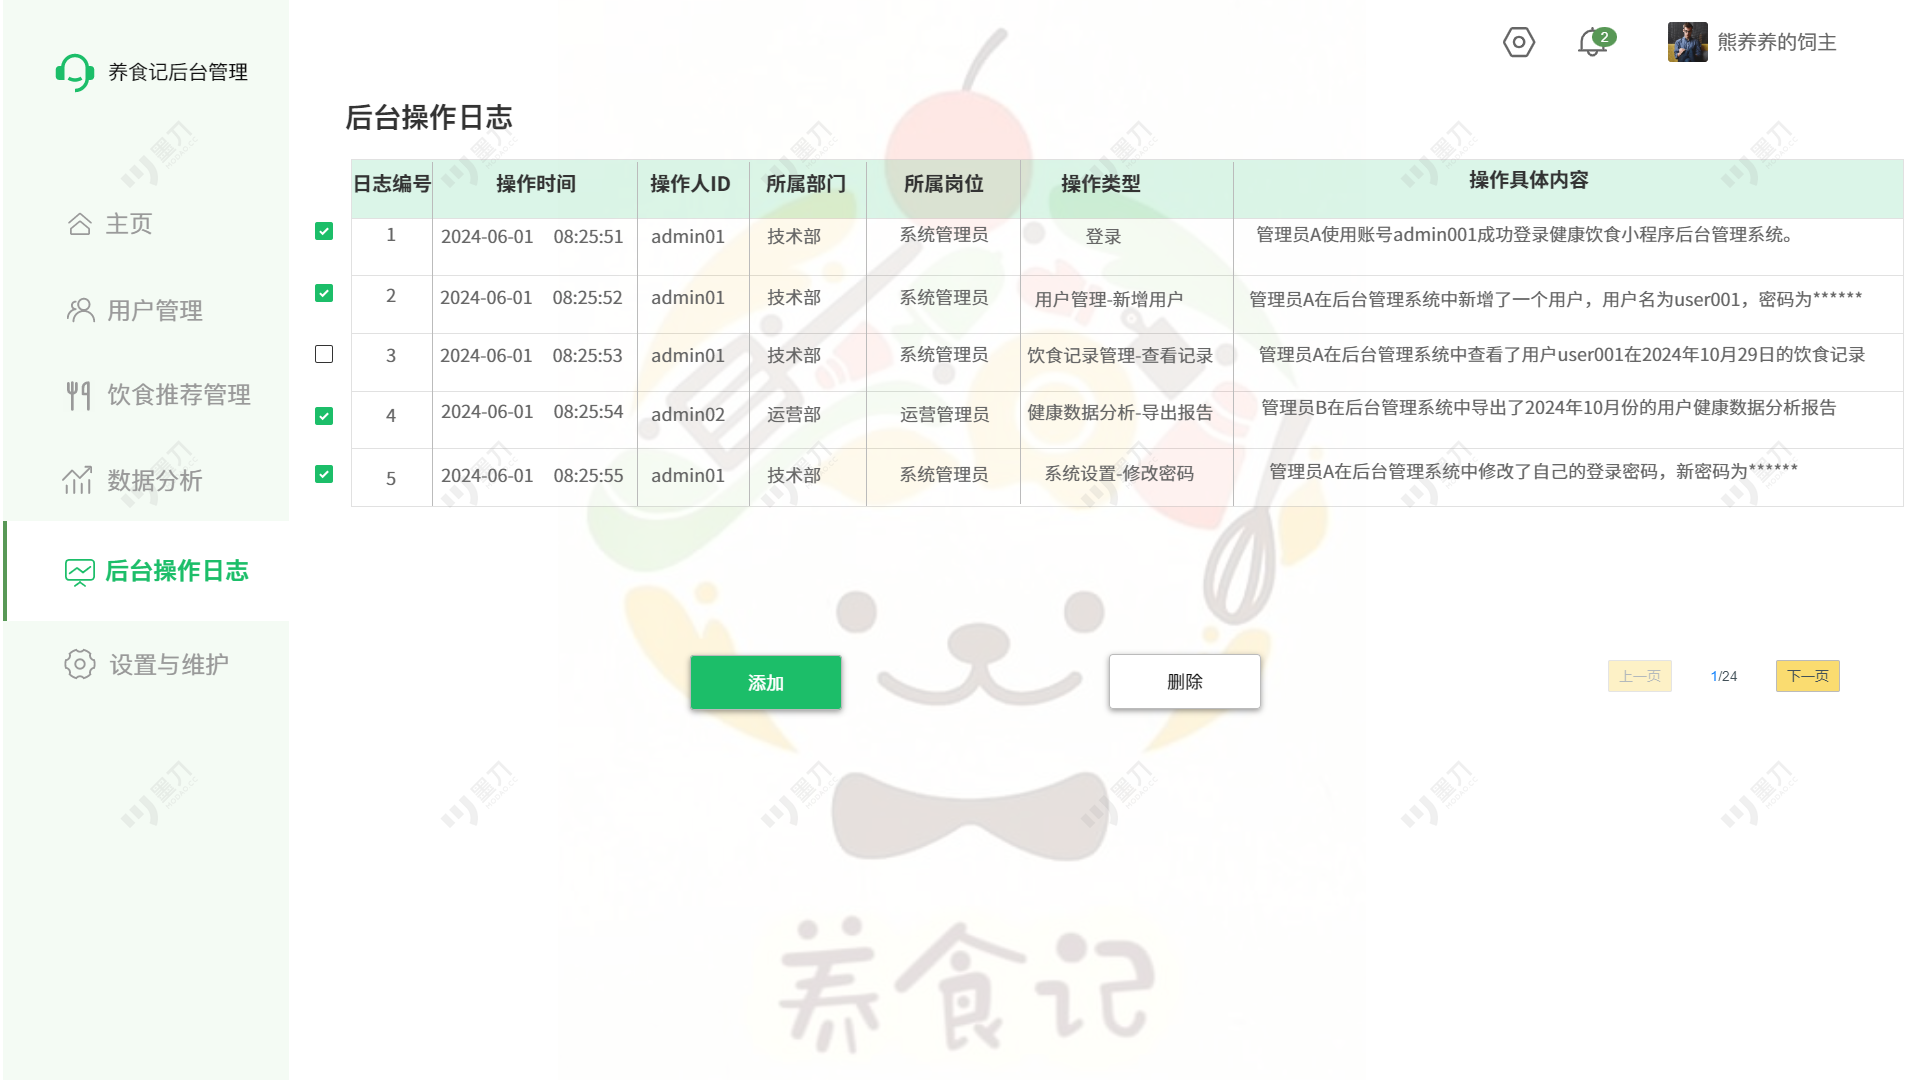 养食记后台管理
2
熊养养的饲主
后台操作日志
主页
用户管理
饮食推荐管理
数据分析
后台操作日志
设置与维护
日志编号 操作时间 操作人ID 所属部门 所属岗位 操作类型 操作具体内容
1 2024-06-01 08:25:51 admin01 技术部 系统管理员 登录 管理员A使用账号admin001成功登录健康饮食小程序后台管理系统。
2 2024-06-01 08:25:52 admin01 技术部 系统管理员 用户管理-新增用户 管理员A在后台管理系统中新增了一个用户，用户名为user001，密码为******
3 2024-06-01 08:25:53 admin01 技术部 系统管理员 饮食记录管理-查看记录 管理员A在后台管理系统中查看了用户user001在2024年10月29日的饮食记录
4 2024-06-01 08:25:54 admin02 运营部 运营管理员 健康数据分析-导出报告 管理员B在后台管理系统中导出了2024年10月份的用户健康数据分析报告
5 2024-06-01 08:25:55 admin01 技术部 系统管理员 系统设置-修改密码 管理员A在后台管理系统中修改了自己的登录密码，新密码为******
添加 删除 上一页 1/24 下一页
养食记
墨刀
MODAO.CC